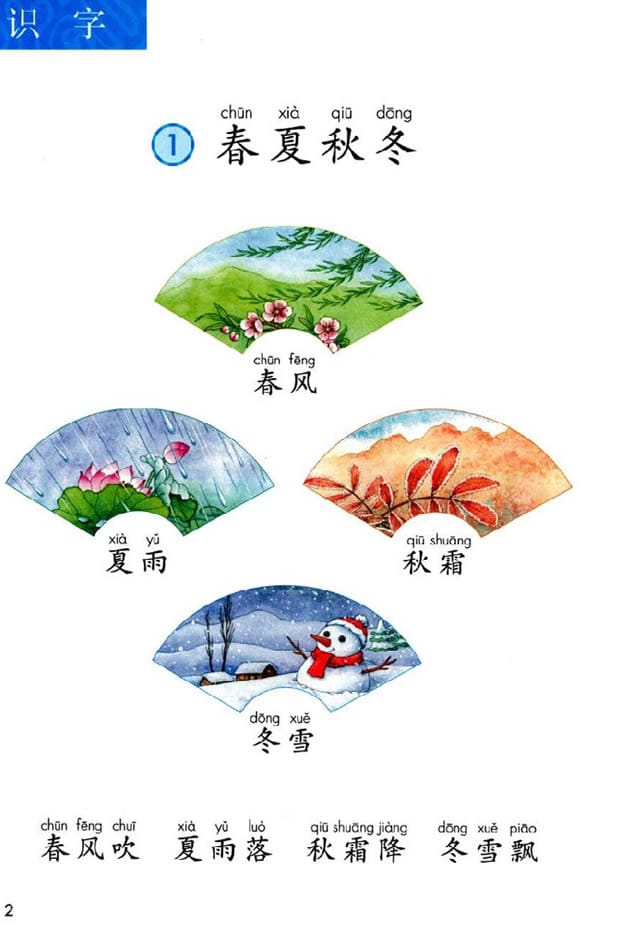 识 字
chūn xià qiū dōng
1 春夏秋冬
chūn fēng
春风
xià yǔ qiū shuāng
夏雨 秋霜
dōng xuě
冬雪
chūn fēng chuī xià yǔ luò qiū shuāng jiàng dōng xuě piāo
春风吹 夏雨落 秋霜降 冬雪飘
2